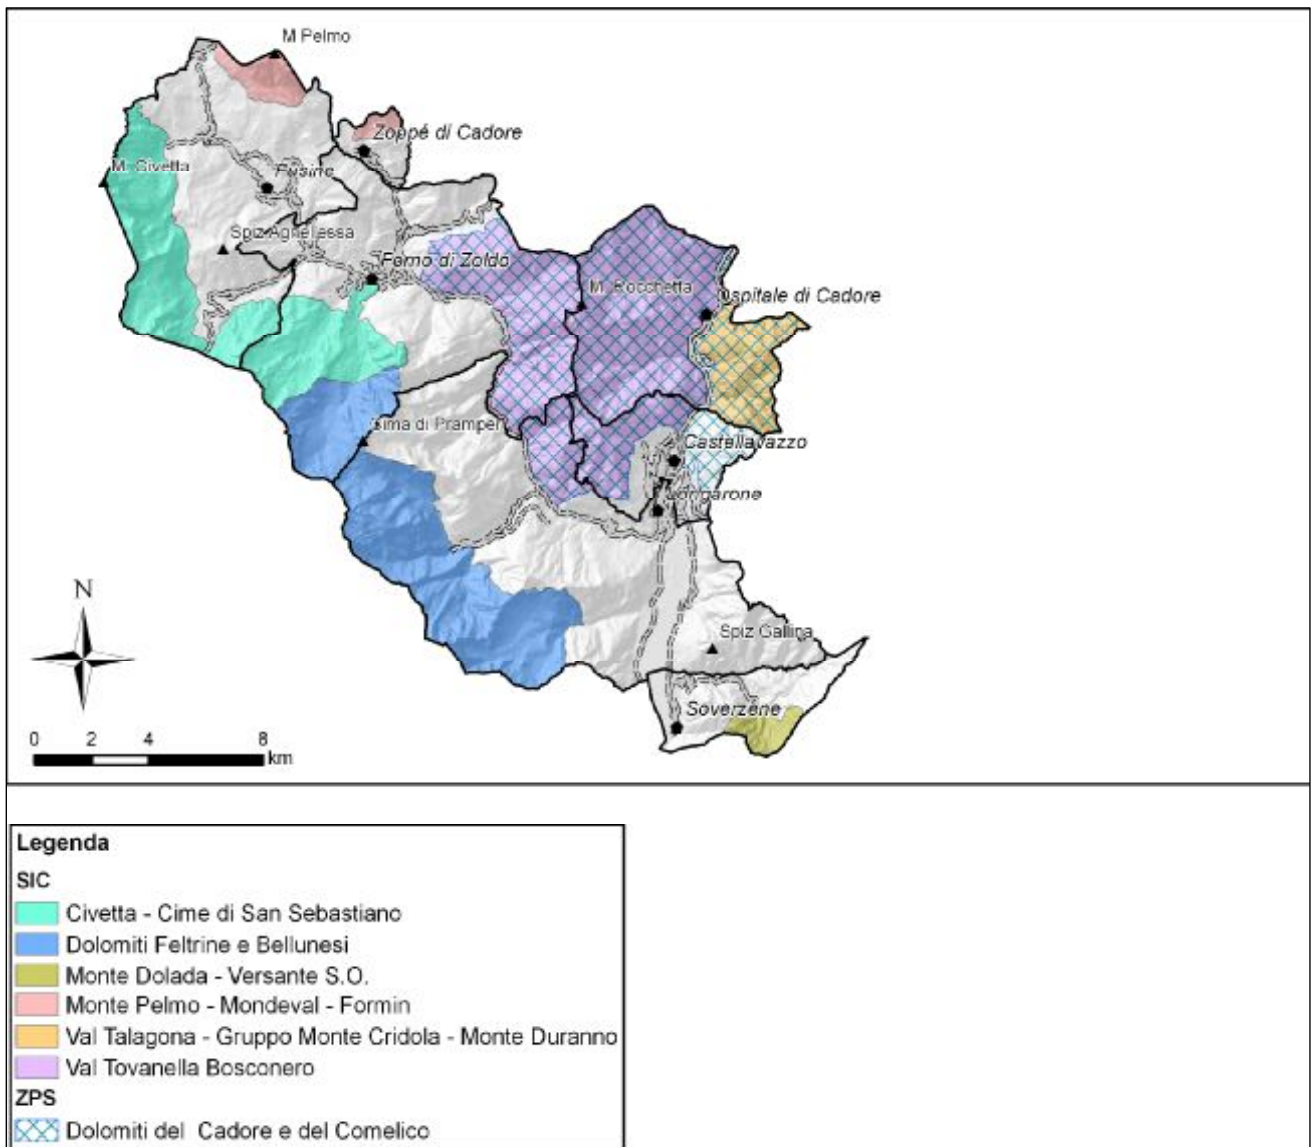 M Pelmo
Zoppé di Cadore
M. Civetta
Fusine
Spiz Agnelessa
Forno di Zoldo
M. Rocchetta
Ospitale di Cadore
Cima di Pramper
Castellavazzo
Longarone
N
Spiz Gallina
Soverzene
0 2 4 8
km
Legenda
SIC
Civetta - Cime di San Sebastiano
Dolomiti Feltrine e Bellunesi
Monte Dolada - Versante S.O.
Monte Pelmo - Mondeval - Formin
Val Talagona - Gruppo Monte Cridola - Monte Duranno
Val Tovanella Bosconero
ZPS
Dolomiti del Cadore e del Comelico